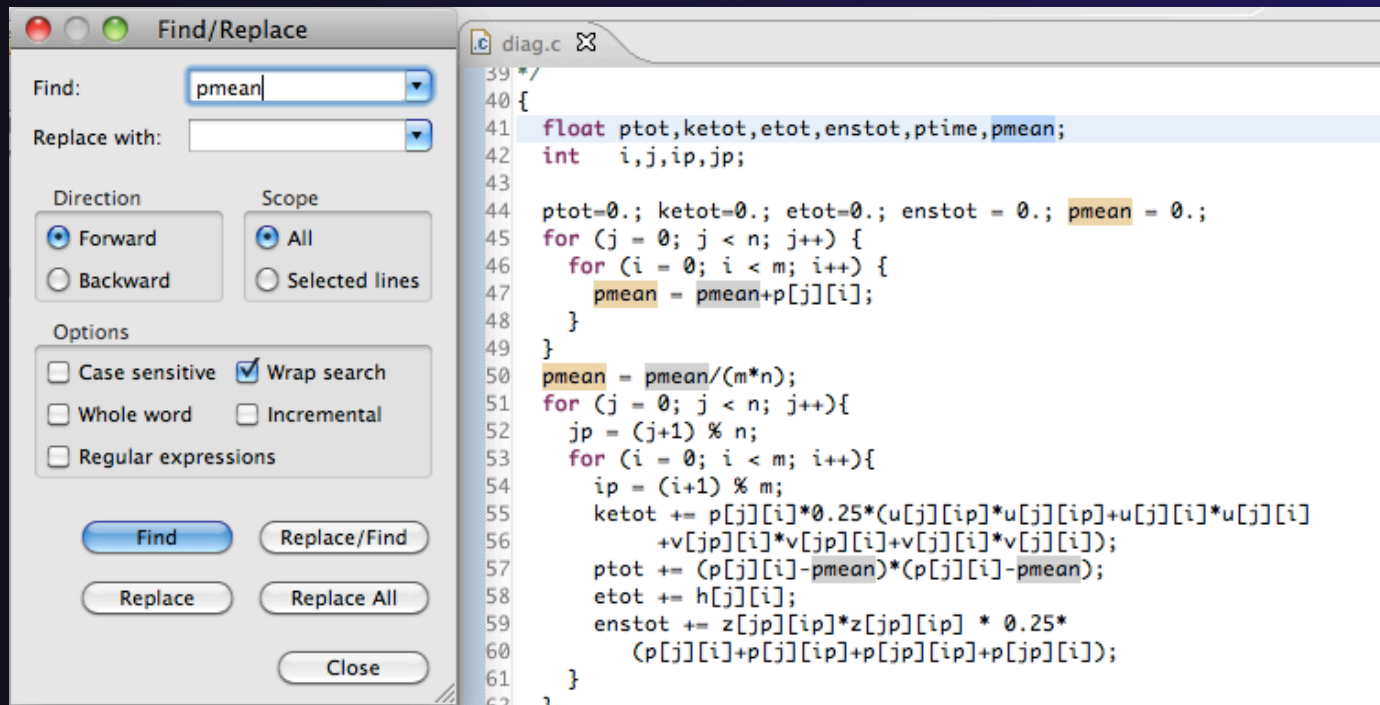 Find/Replace
Find: pmean
Replace with:
Direction Scope
Forward All
Backward Selected lines
Options
Case sensitive Wrap search
Whole word Incremental
Regular expressions
Find Replace/Find
Replace Replace All
Close
.c diag.c
39 */
40 {
41 float ptot,ketot,etot,enstot,ptime,pmean;
42 int i,j,ip,jp;
43
44 ptot=0.; ketot=0.; etot=0.; enstot = 0.; pmean = 0.;
45 for (j = 0; j < n; j++) {
46 for (i = 0; i < m; i++) {
47 pmean = pmean+p[j][i];
48 }
49 }
50 pmean = pmean/(m*n);
51 for (j = 0; j < n; j++){
52 jp = (j+1) % n;
53 for (i = 0; i < m; i++){
54 ip = (i+1) % m;
55 ketot += p[j][i]*0.25*(u[j][ip]*u[j][ip]+u[j][i]*u[j][i]
56 +v[jp][i]*v[jp][i]+v[j][i]*v[j][i]);
57 ptot += (p[j][i]-pmean)*(p[j][i]-pmean);
58 etot += h[j][i];
59 enstot += z[jp][ip]*z[jp][ip] * 0.25*
60 (p[j][i]+p[j][ip]+p[jp][ip]+p[jp][i]);
61 }
62 }